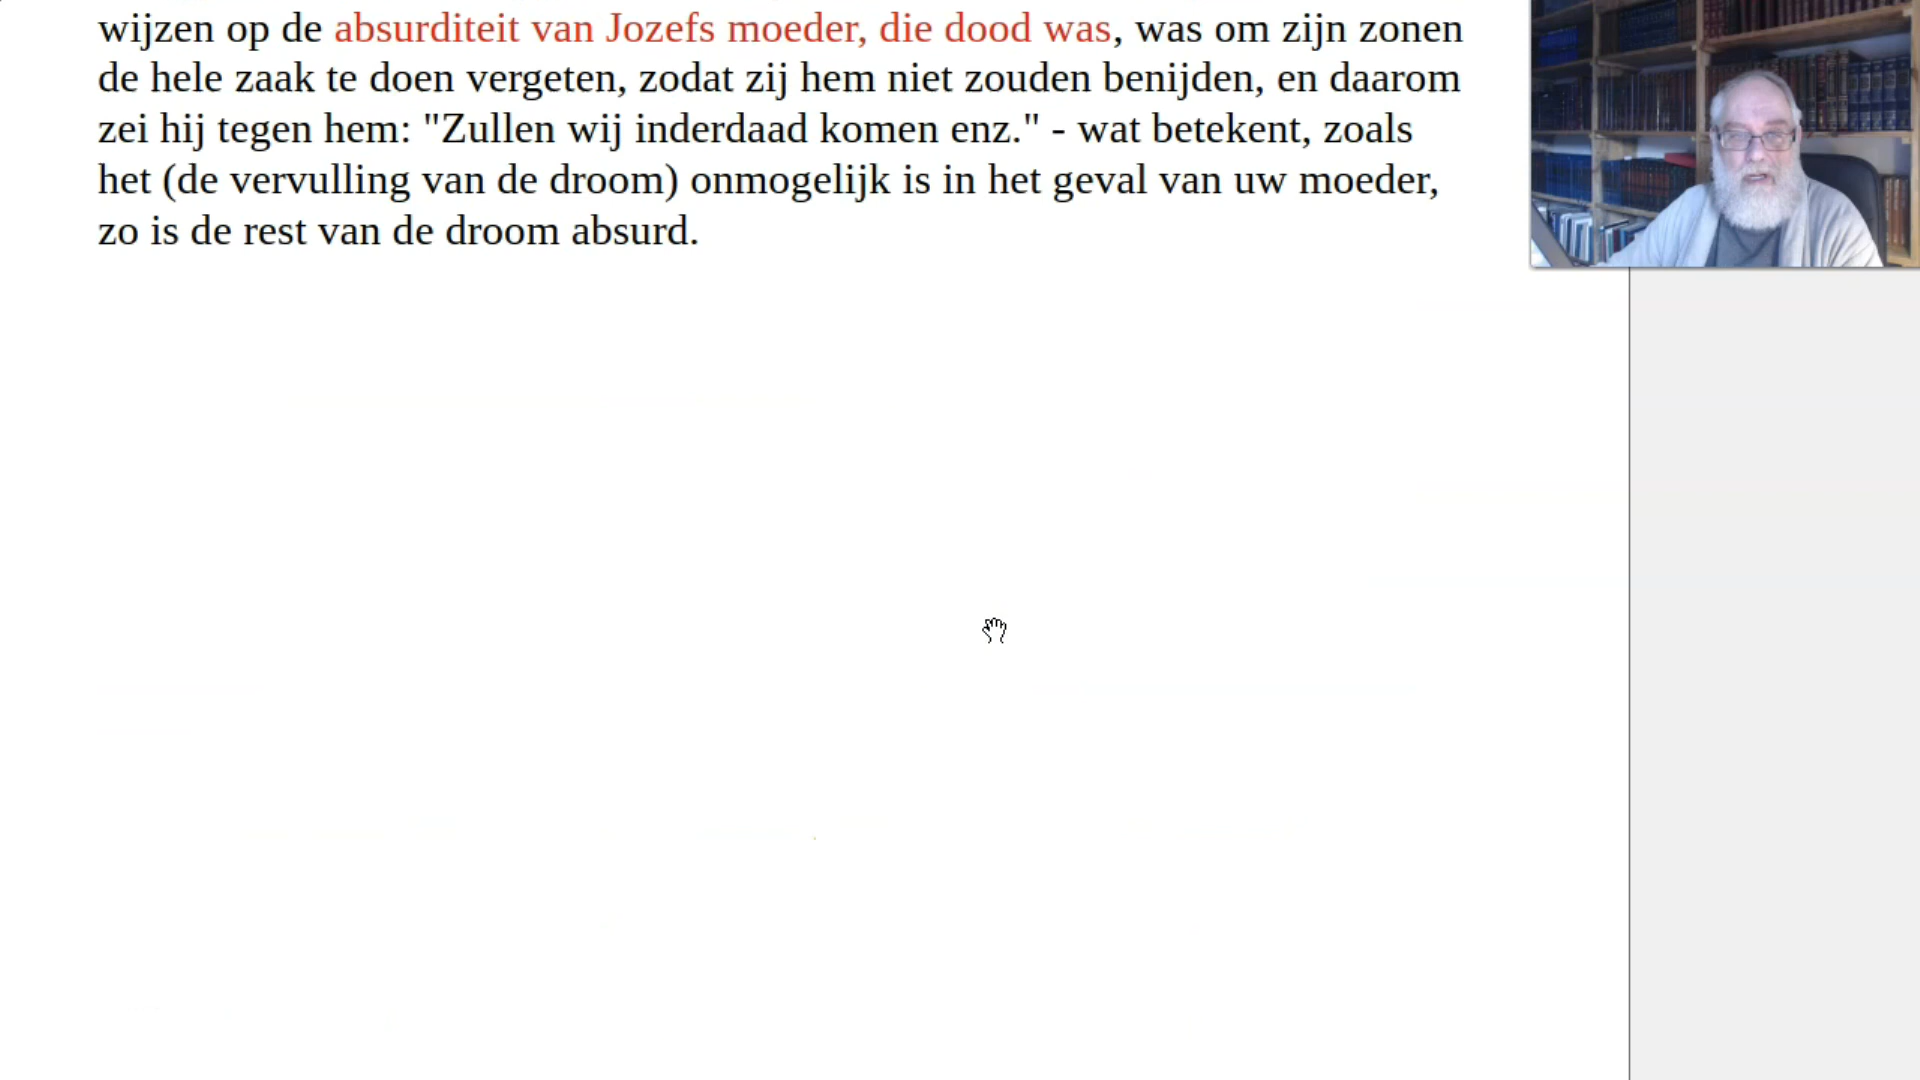 wijzen op de absurditeit van Jozefs moeder, die dood was, was om zijn zonen
de hele zaak te doen vergeten, zodat zij hem niet zouden benijden, en daarom
zei hij tegen hem: "Zullen wij inderdaad komen enz." - wat betekent, zoals
het (de vervulling van de droom) onmogelijk is in het geval van uw moeder,
zo is de rest van de droom absurd.